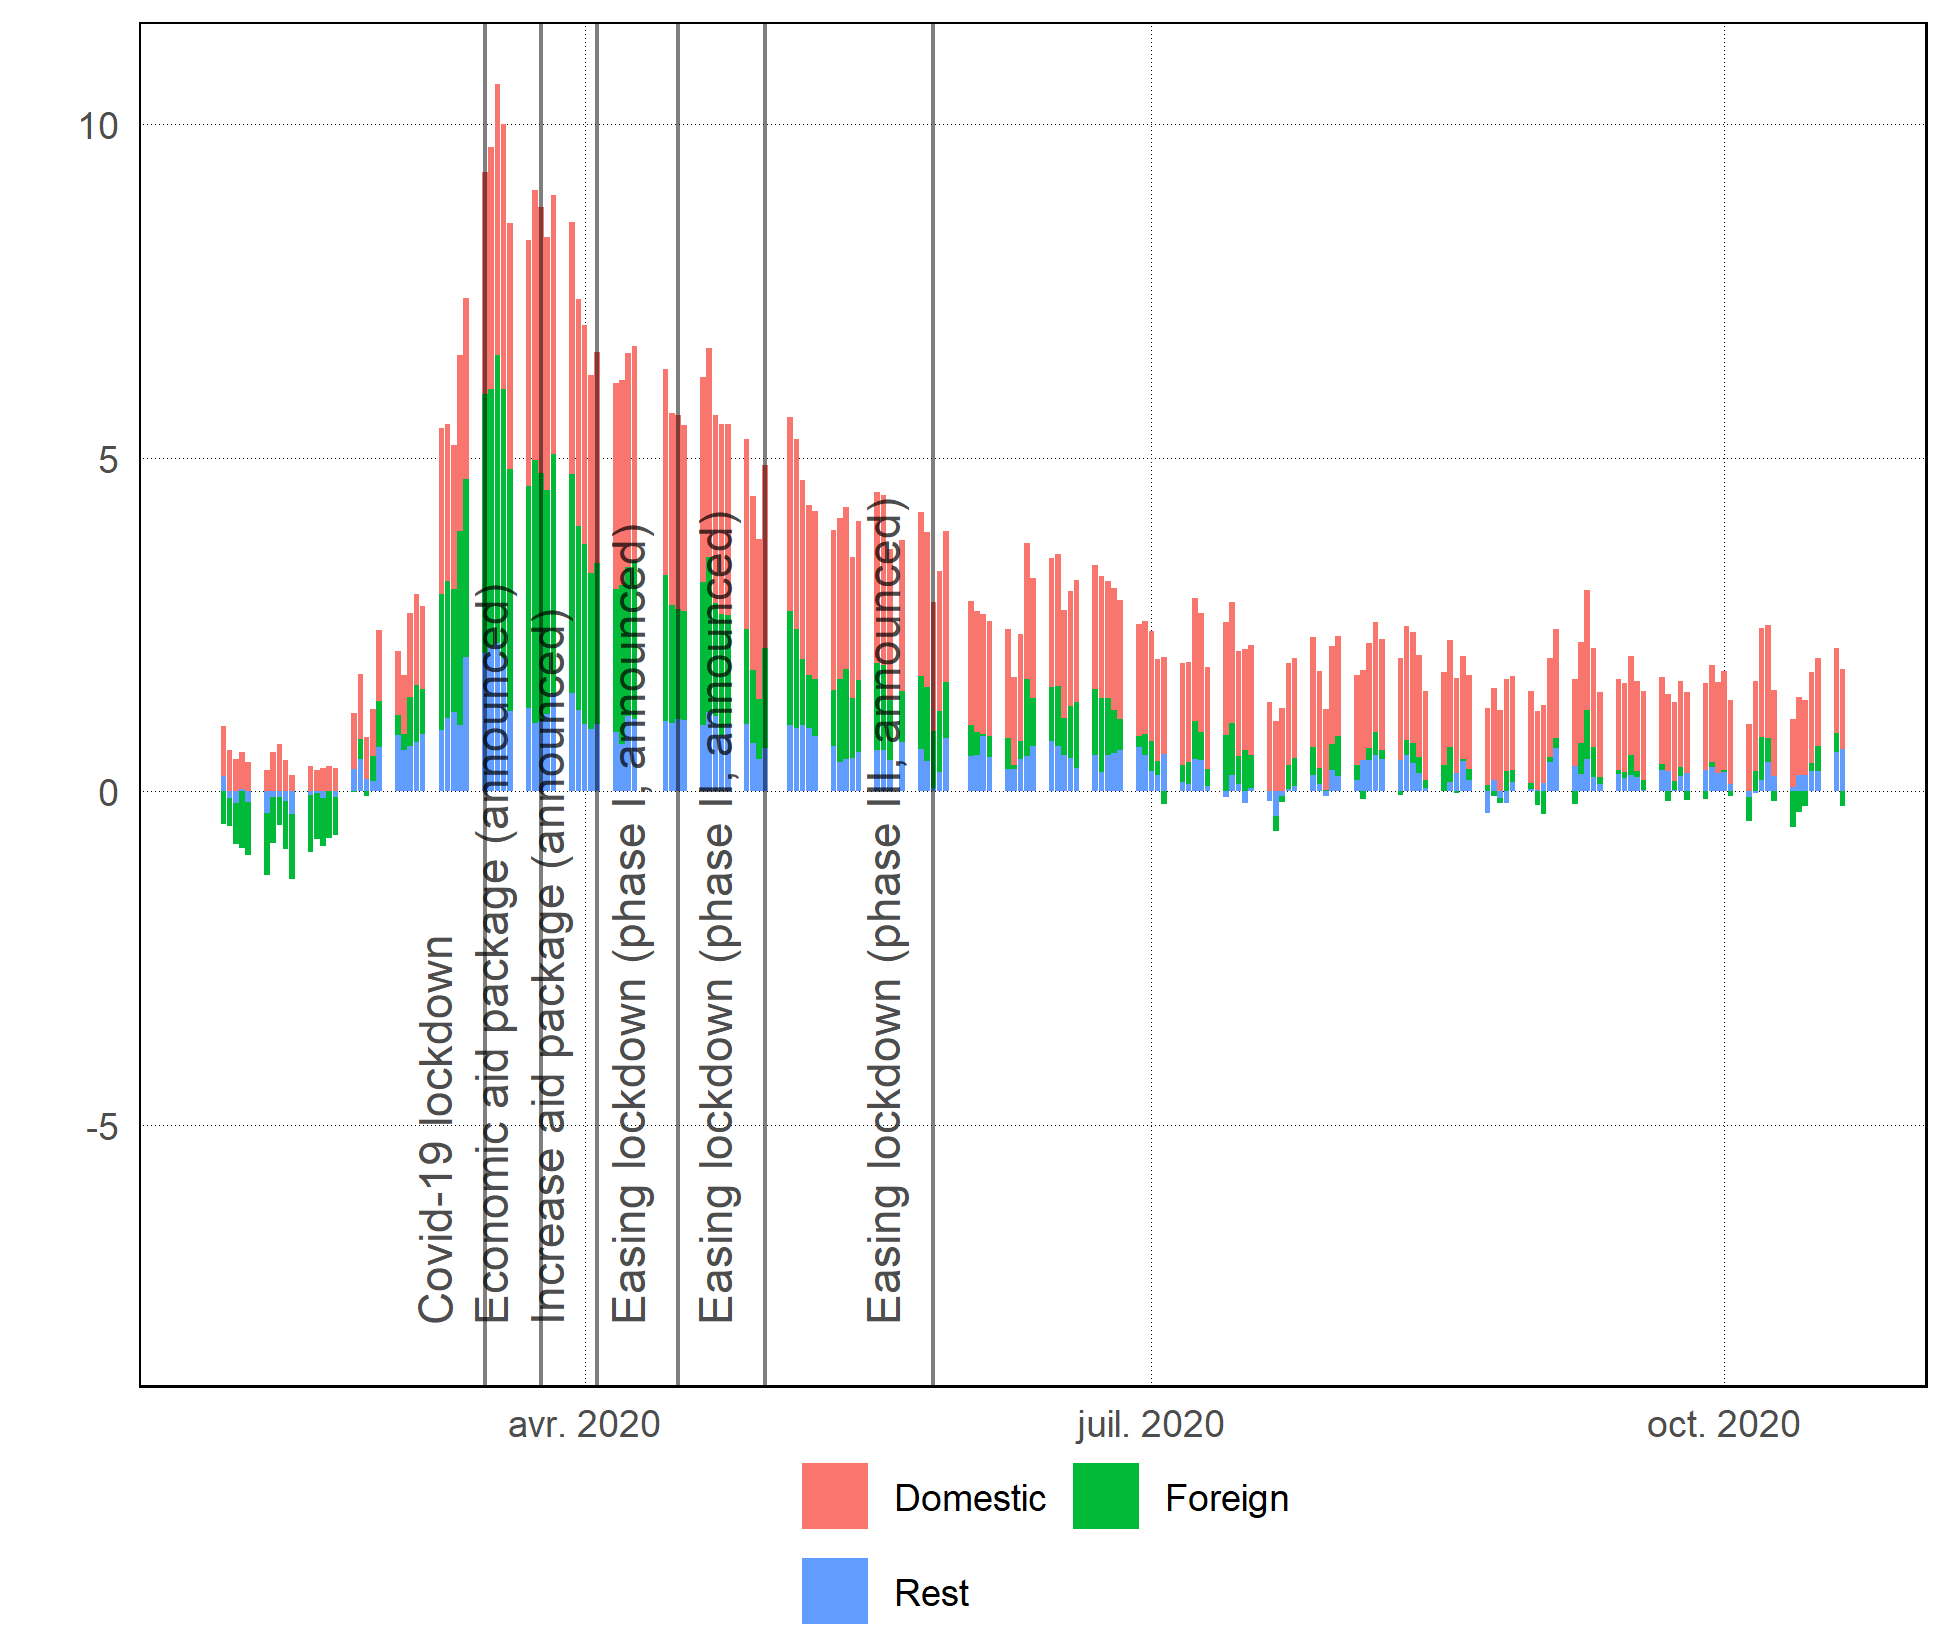 10
5
0
-5
Covid-19 lockdown
Economic aid package (announced)
Increase aid package (announced)
Easing lockdown (phase I, announced)
Easing lockdown (phase II, announced)
Easing lockdown (phase III, announced)
avr. 2020
juil. 2020
oct. 2020
Domestic
Foreign
Rest